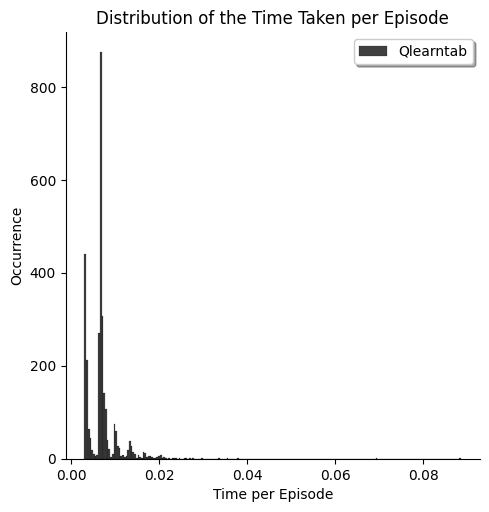 Distribution of the Time Taken per Episode
Qlearntab
800
600
400
200
0
Occurrence
0.00 0.02 0.04 0.06 0.08
Time per Episode